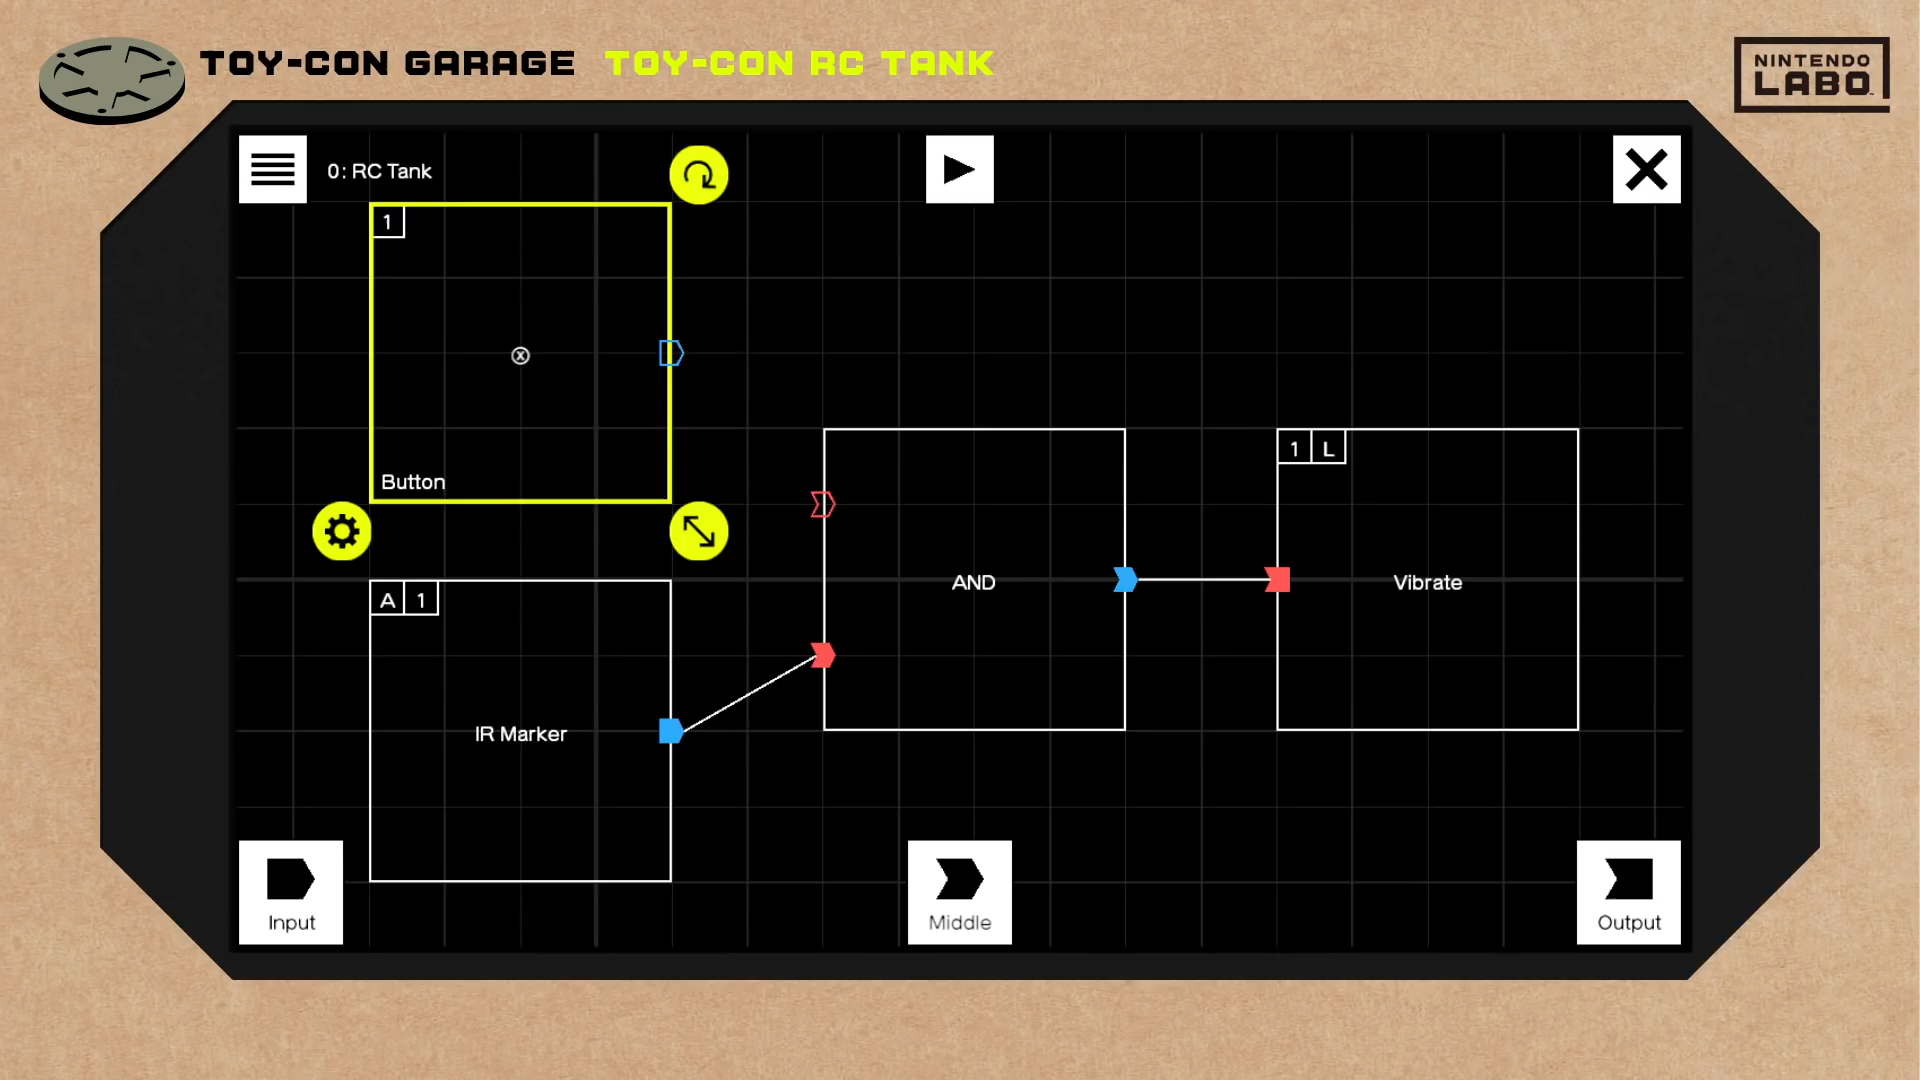 TOY-CON GARAGE TOY-CON RC TANK
NINTENDO
LABO™
0: RC Tank
1
X
Button
1 L
AND
Vibrate
A 1
IR Marker
Input
Middle
Output